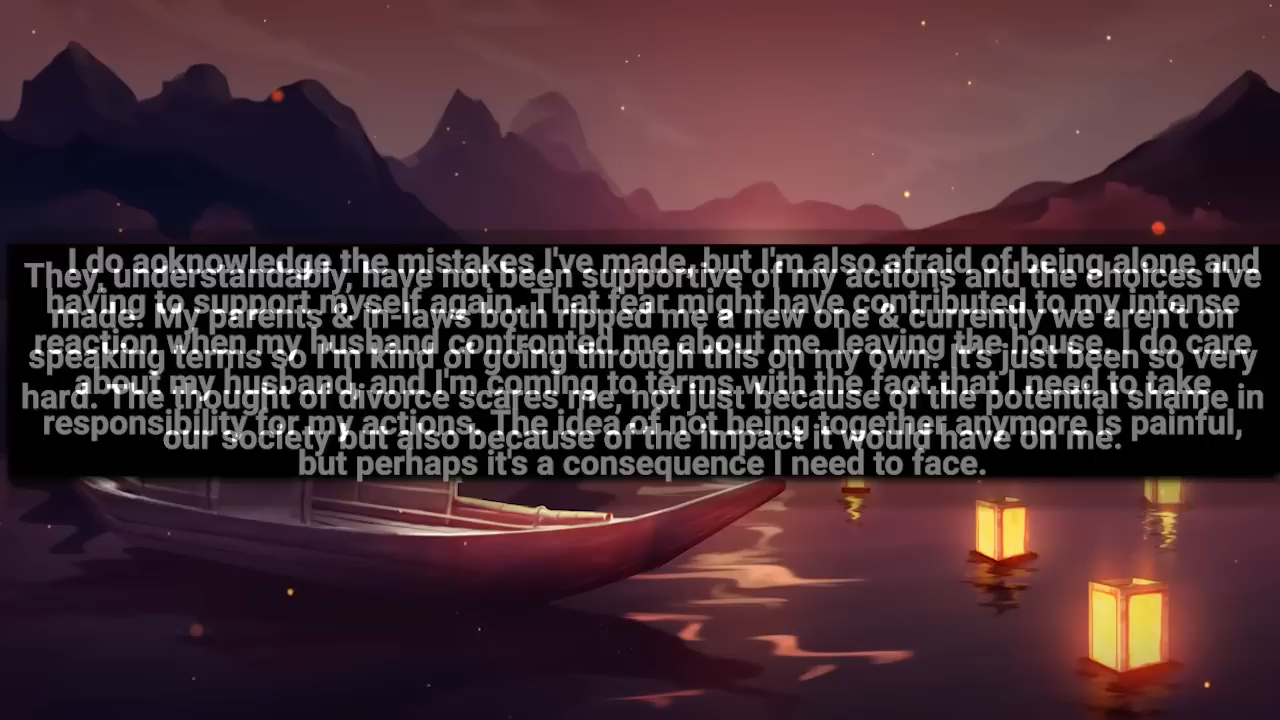 They, understandably, have not been supportive of my actions and the choices I've
made. My parents & in-laws both ripped me a new one & currently we aren't on
speaking terms so I'm kind of going through this on my own. It's just been so very
hard. The thought of divorce scares me, not just because of the potential shame in
our society but also because of the impact it would have on me.
I do acknowledge the mistakes I've made, but I'm also afraid of being alone and
having to support myself again. That fear might have contributed to my intense
reaction when my husband confronted me about me leaving the house. I do care
about my husband, and I'm coming to terms with the fact that I need to take
responsibility for my actions. The idea of not being together anymore is painful,
but perhaps it's a consequence I need to face.